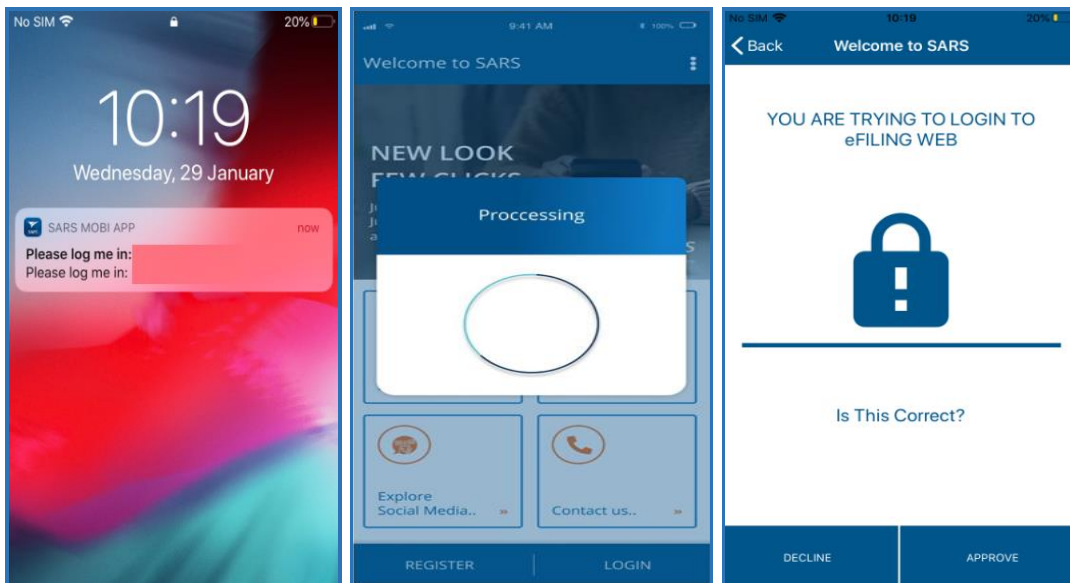 No SIM 20%
10:19
Wednesday, 29 January
SARS MOBI APP now
Please log me in:
Please log me in:
9:41 AM 100%
Welcome to SARS
NEW LOOK
FEW CLICKS
Proccessing
Explore
Social Media.. »
Contact us.. »
REGISTER LOGIN
No SIM 10:19 20%
Back Welcome to SARS
YOU ARE TRYING TO LOGIN TO
eFILING WEB
Is This Correct?
DECLINE APPROVE